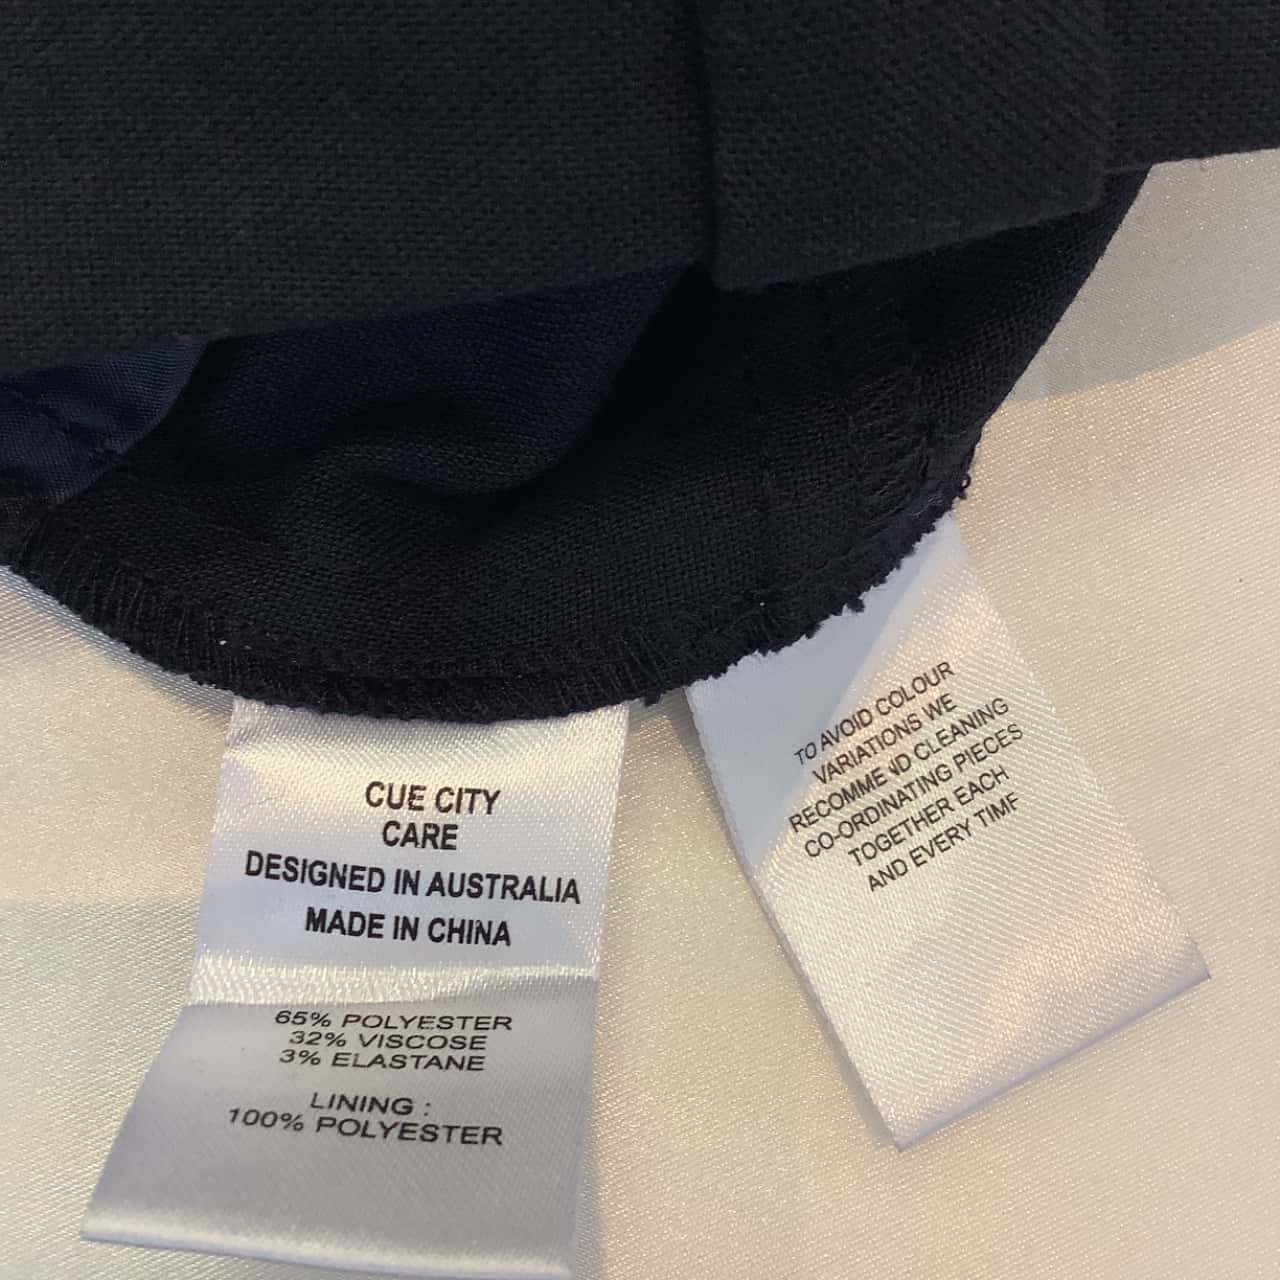 CUE CITY
CARE
DESIGNED IN AUSTRALIA
MADE IN CHINA
65% POLYESTER
32% VISCOSE
3% ELASTANE
LINING :
100% POLYESTER
TO AVOID COLOUR
VARIATIONS WE
RECOMMEND CLEANING
CO-ORDINATING PIECES
TOGETHER EACH
AND EVERY TIME